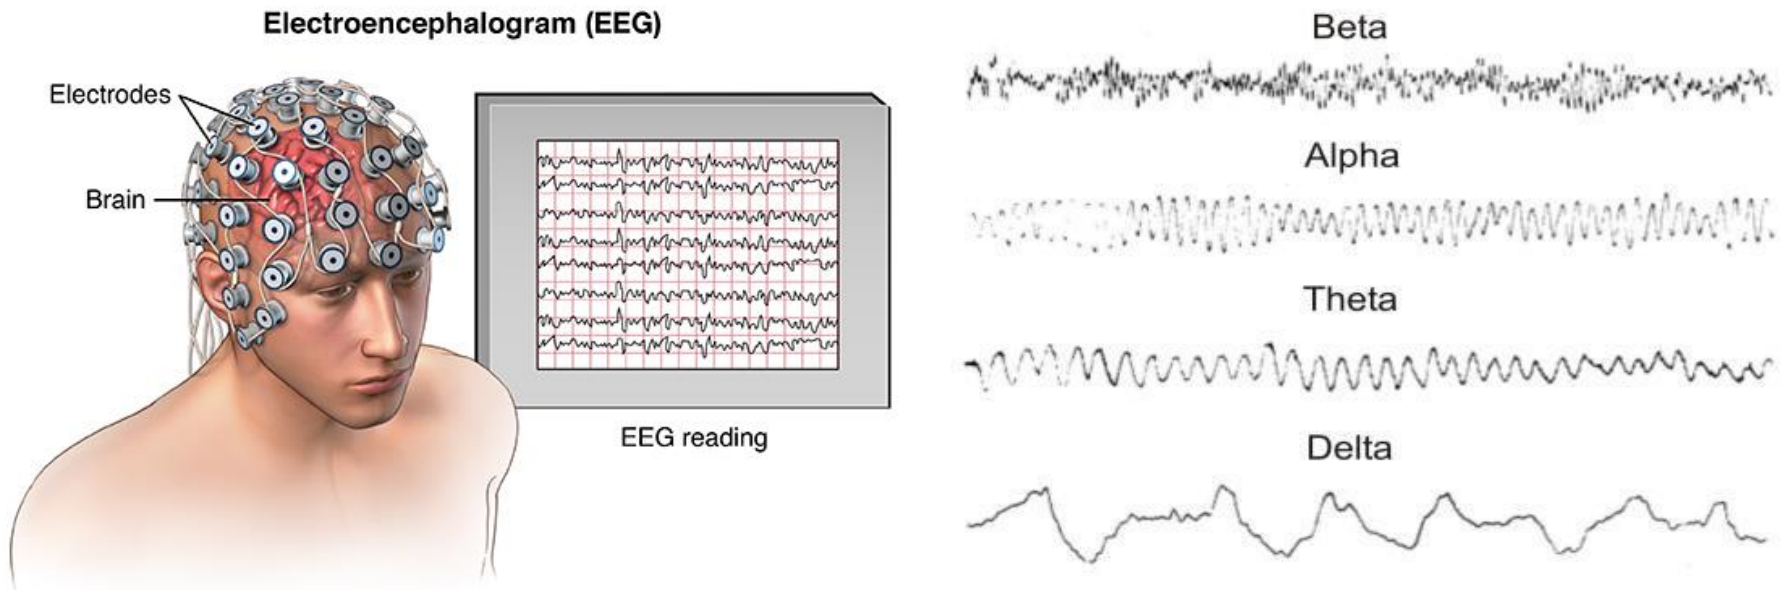 Electroencephalogram (EEG)
Electrodes
Brain
EEG reading
Beta
Alpha
Theta
Delta